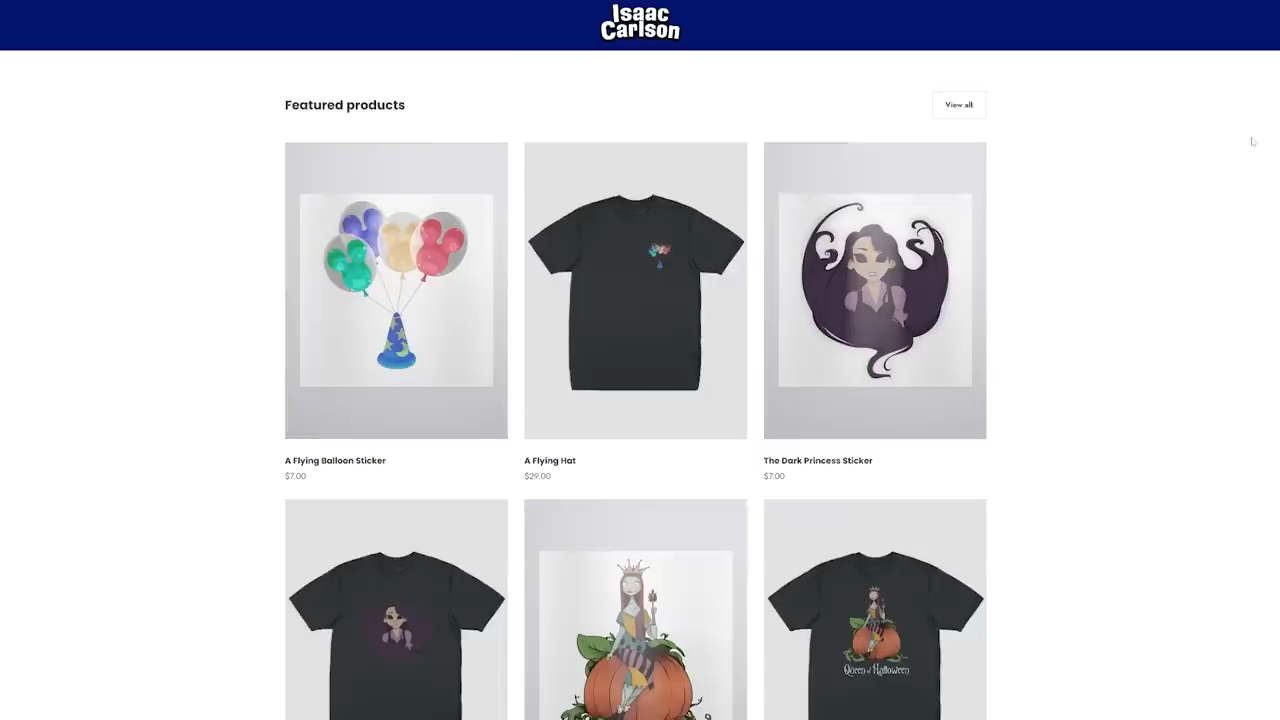 Isaac
Carlson
Featured products
View all
A Flying Balloon Sticker
$7.00
A Flying Hat
$29.00
The Dark Princess Sticker
$7.00
Queen of Halloween